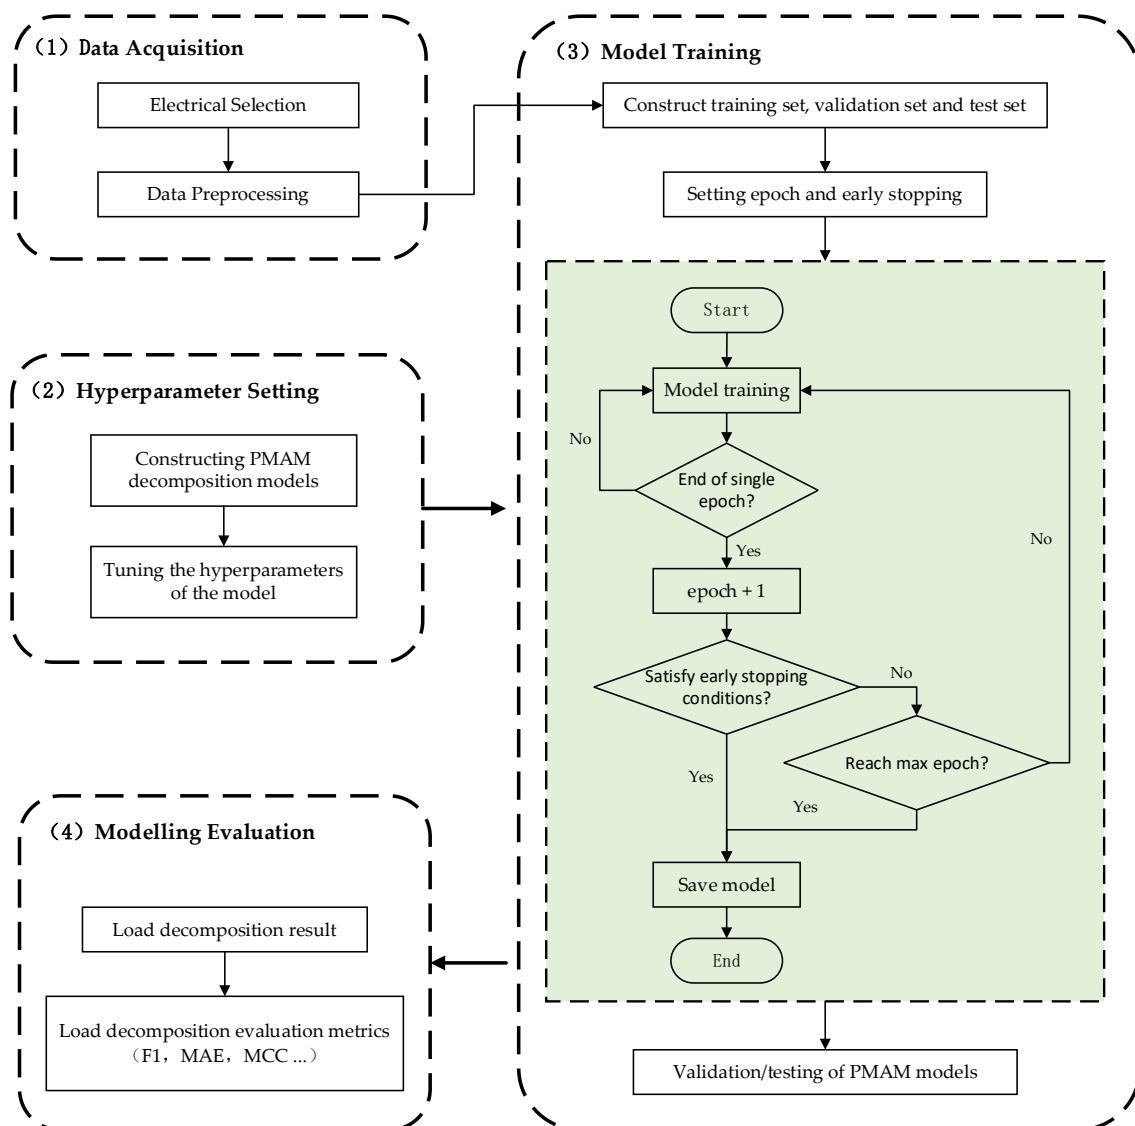 （1）Data Acquisition
Electrical Selection
Data Preprocessing
（2）Hyperparameter Setting
Constructing PMAM
decomposition models
Tuning the hyperparameters
of the model
（3）Model Training
Construct training set, validation set and test set
Setting epoch and early stopping
Start
Model training
No
End of single
epoch?
Yes
No
epoch + 1
Satisfy early stopping
conditions?
No
Reach max epoch?
Yes
Yes
Save model
End
Validation/testing of PMAM models
（4）Modelling Evaluation
Load decomposition result
Load decomposition evaluation metrics
（F1，MAE，MCC ...）